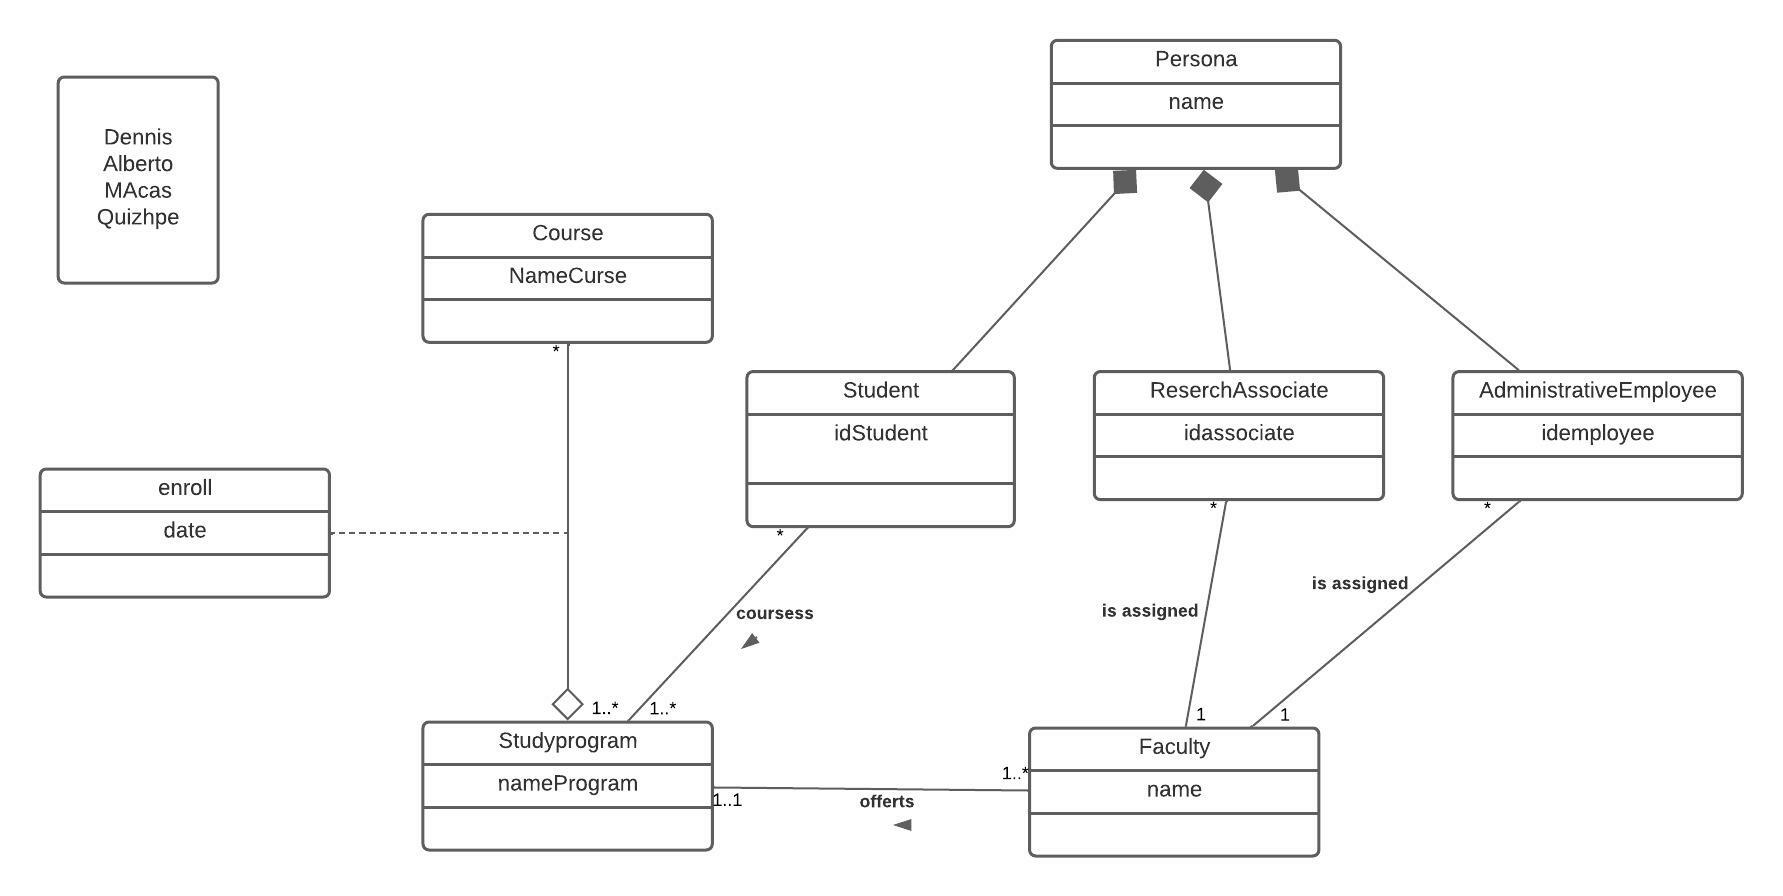 Persona
name
Dennis
Alberto
MAcas
Quizhpe
Course
NameCurse
*
Student
idStudent
*
ReserchAssociate
idassociate
*
AdministrativeEmployee
idemployee
*
enroll
date
coursess
is assigned
is assigned
1..*
1..*
1
1
Studyprogram
nameProgram
1..1
offerts
1..*
Faculty
name